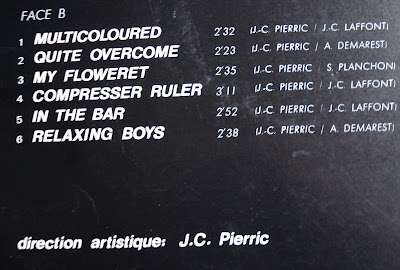 FACE B
1 MULTICOLOURED 2'32 (J.-C. PIERRIC / J.-C. LAFFONT)
2 QUITE OVERCOME 2'23 (J.-C. PIERRIC / A. DEMAREST)
3 MY FLOWERET 2'35 (J.-C. PIERRIC / S. PLANCHON)
4 COMPRESSER RULER 3'11 (J.-C. PIERRIC / J.-C. LAFFONT)
5 IN THE BAR 2'52 (J.-C. PIERRIC / J.-C. LAFFONT)
6 RELAXING BOYS 2'38 (J.-C. PIERRIC / A. DEMAREST)
direction artistique: J.C. Pierric